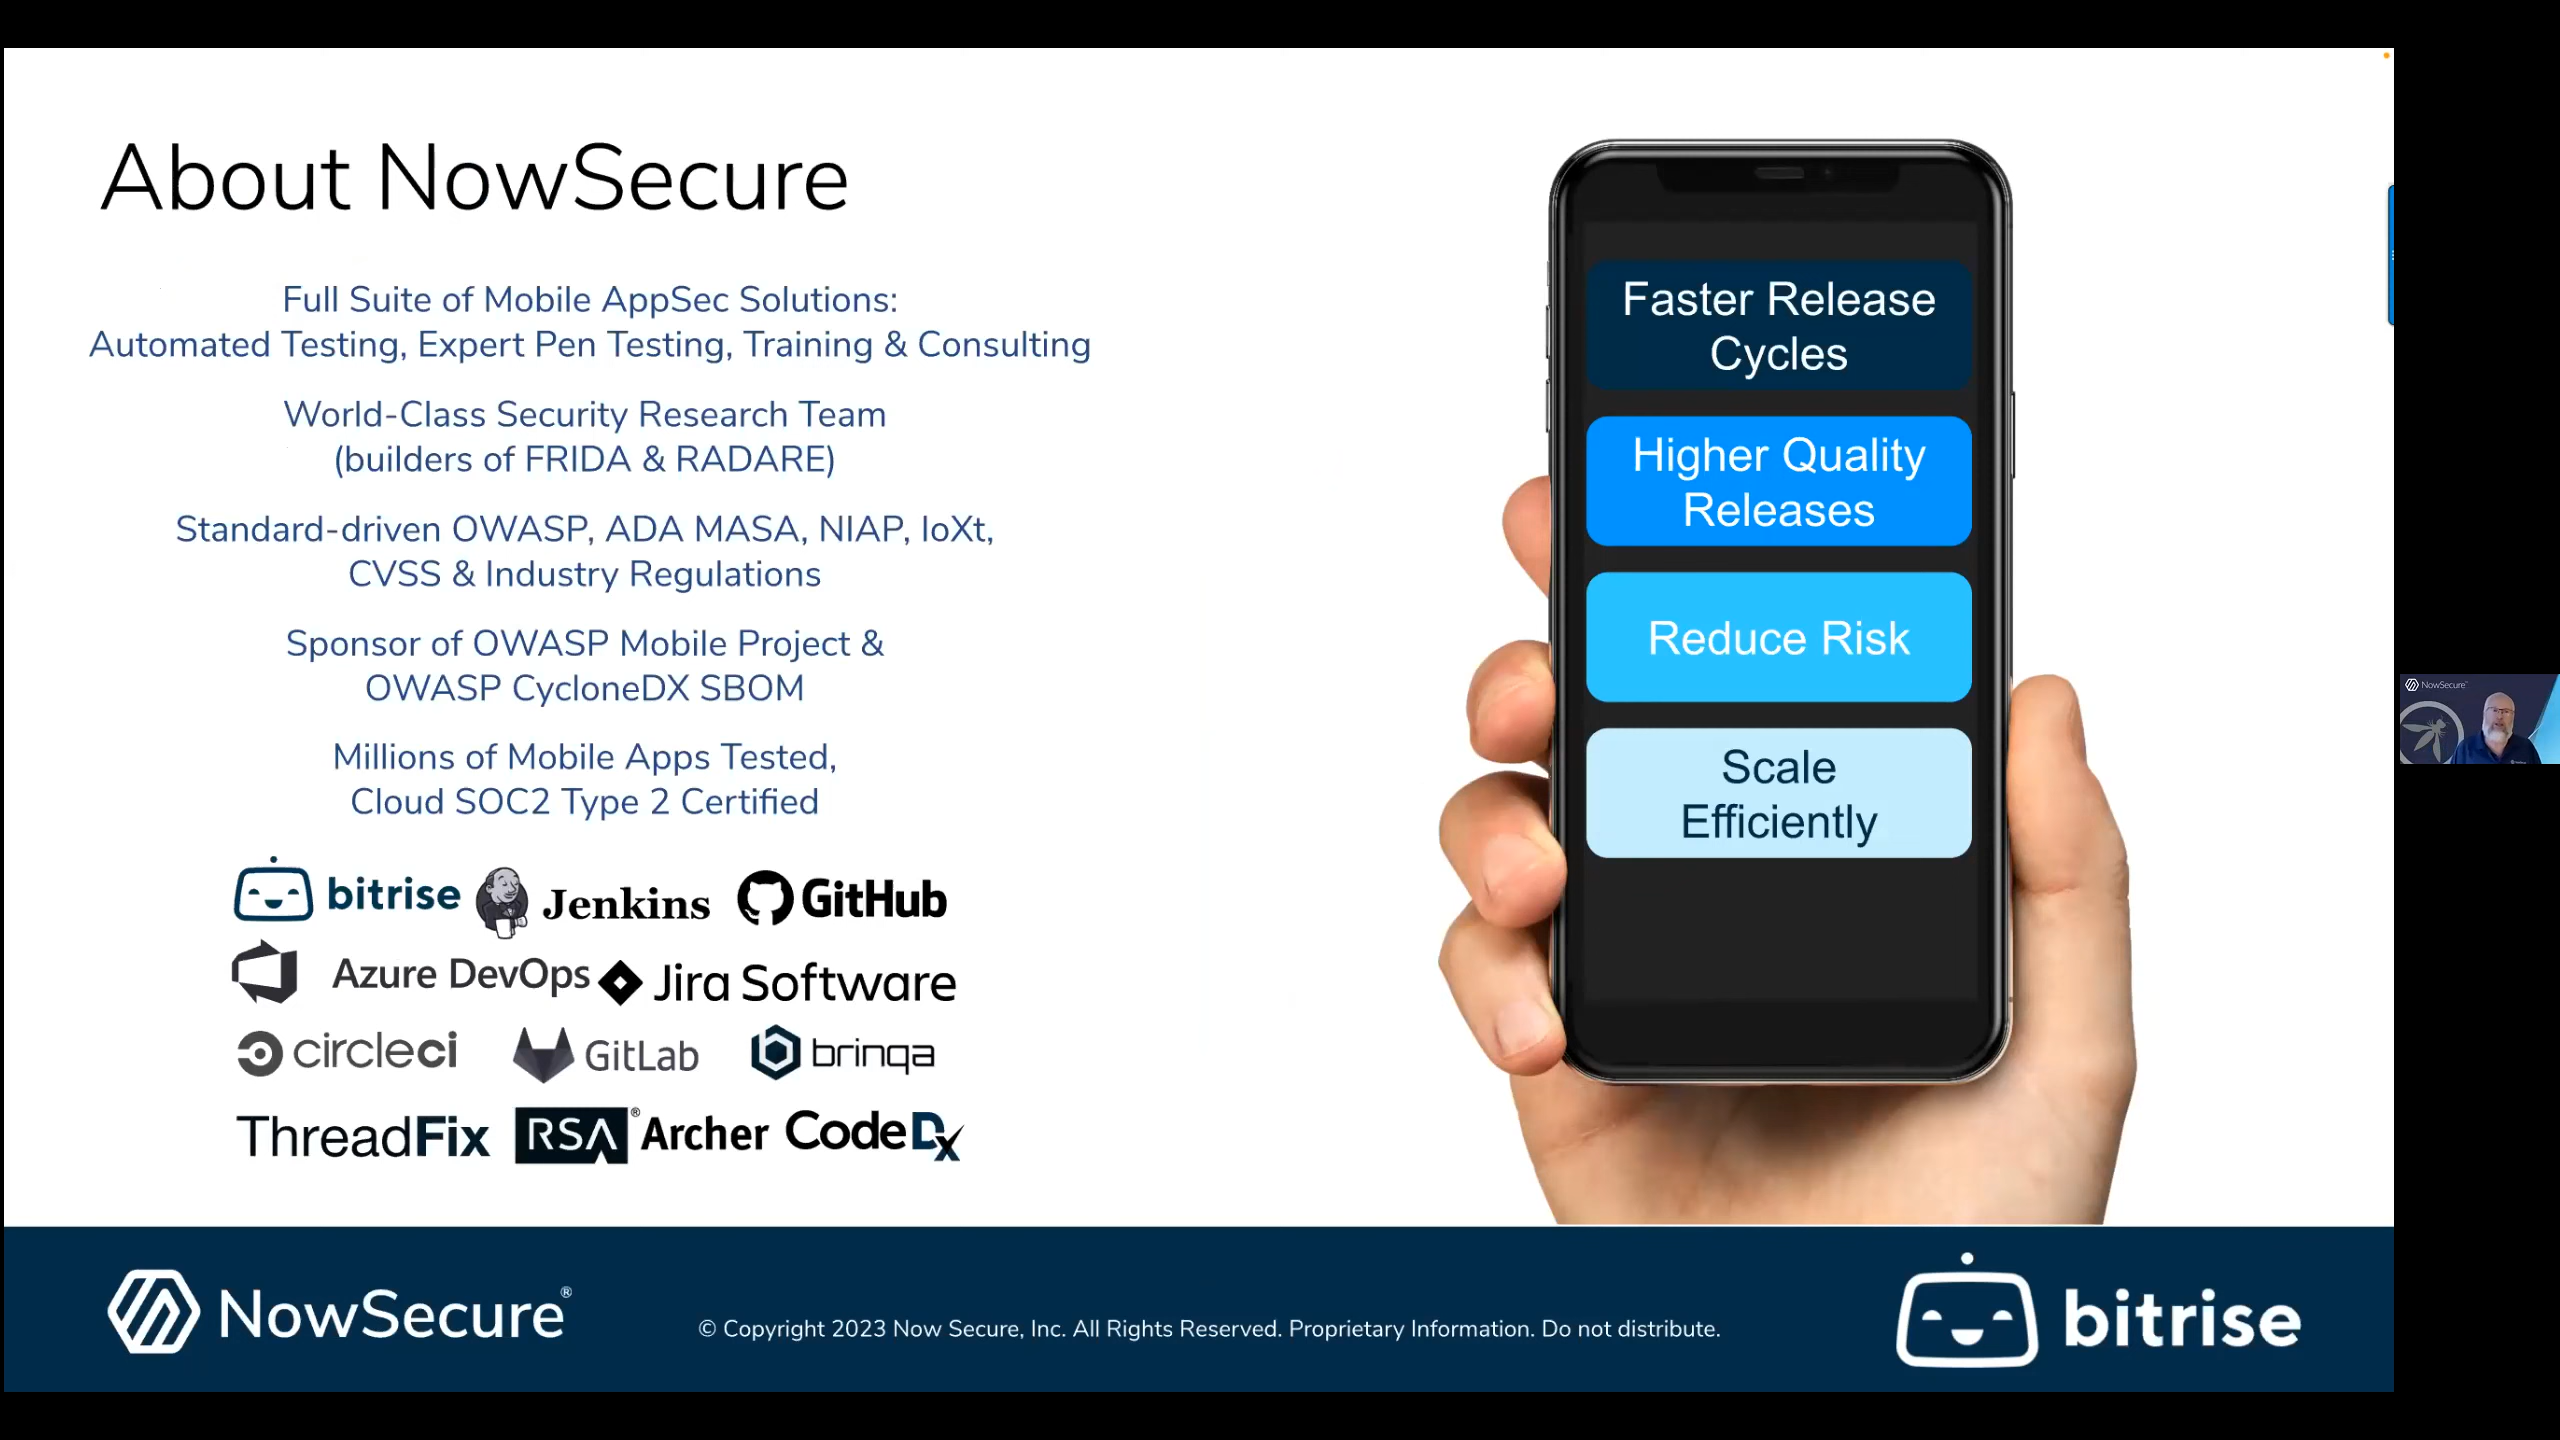 About NowSecure
Full Suite of Mobile AppSec Solutions:
Automated Testing, Expert Pen Testing, Training & Consulting
World-Class Security Research Team
(builders of FRIDA & RADARE)
Standard-driven OWASP, ADA MASA, NIAP, IoXt,
CVSS & Industry Regulations
Sponsor of OWASP Mobile Project &
OWASP CycloneDX SBOM
Millions of Mobile Apps Tested,
Cloud SOC2 Type 2 Certified
bitrise Jenkins GitHub
Azure DevOps Jira Software
circleci GitLab brinqa
ThreadFix RSA® Archer CodeDx
Faster Release
Cycles
Higher Quality
Releases
Reduce Risk
Scale
Efficiently
NowSecure
NowSecure®
© Copyright 2023 Now Secure, Inc. All Rights Reserved. Proprietary Information. Do not distribute.
bitrise